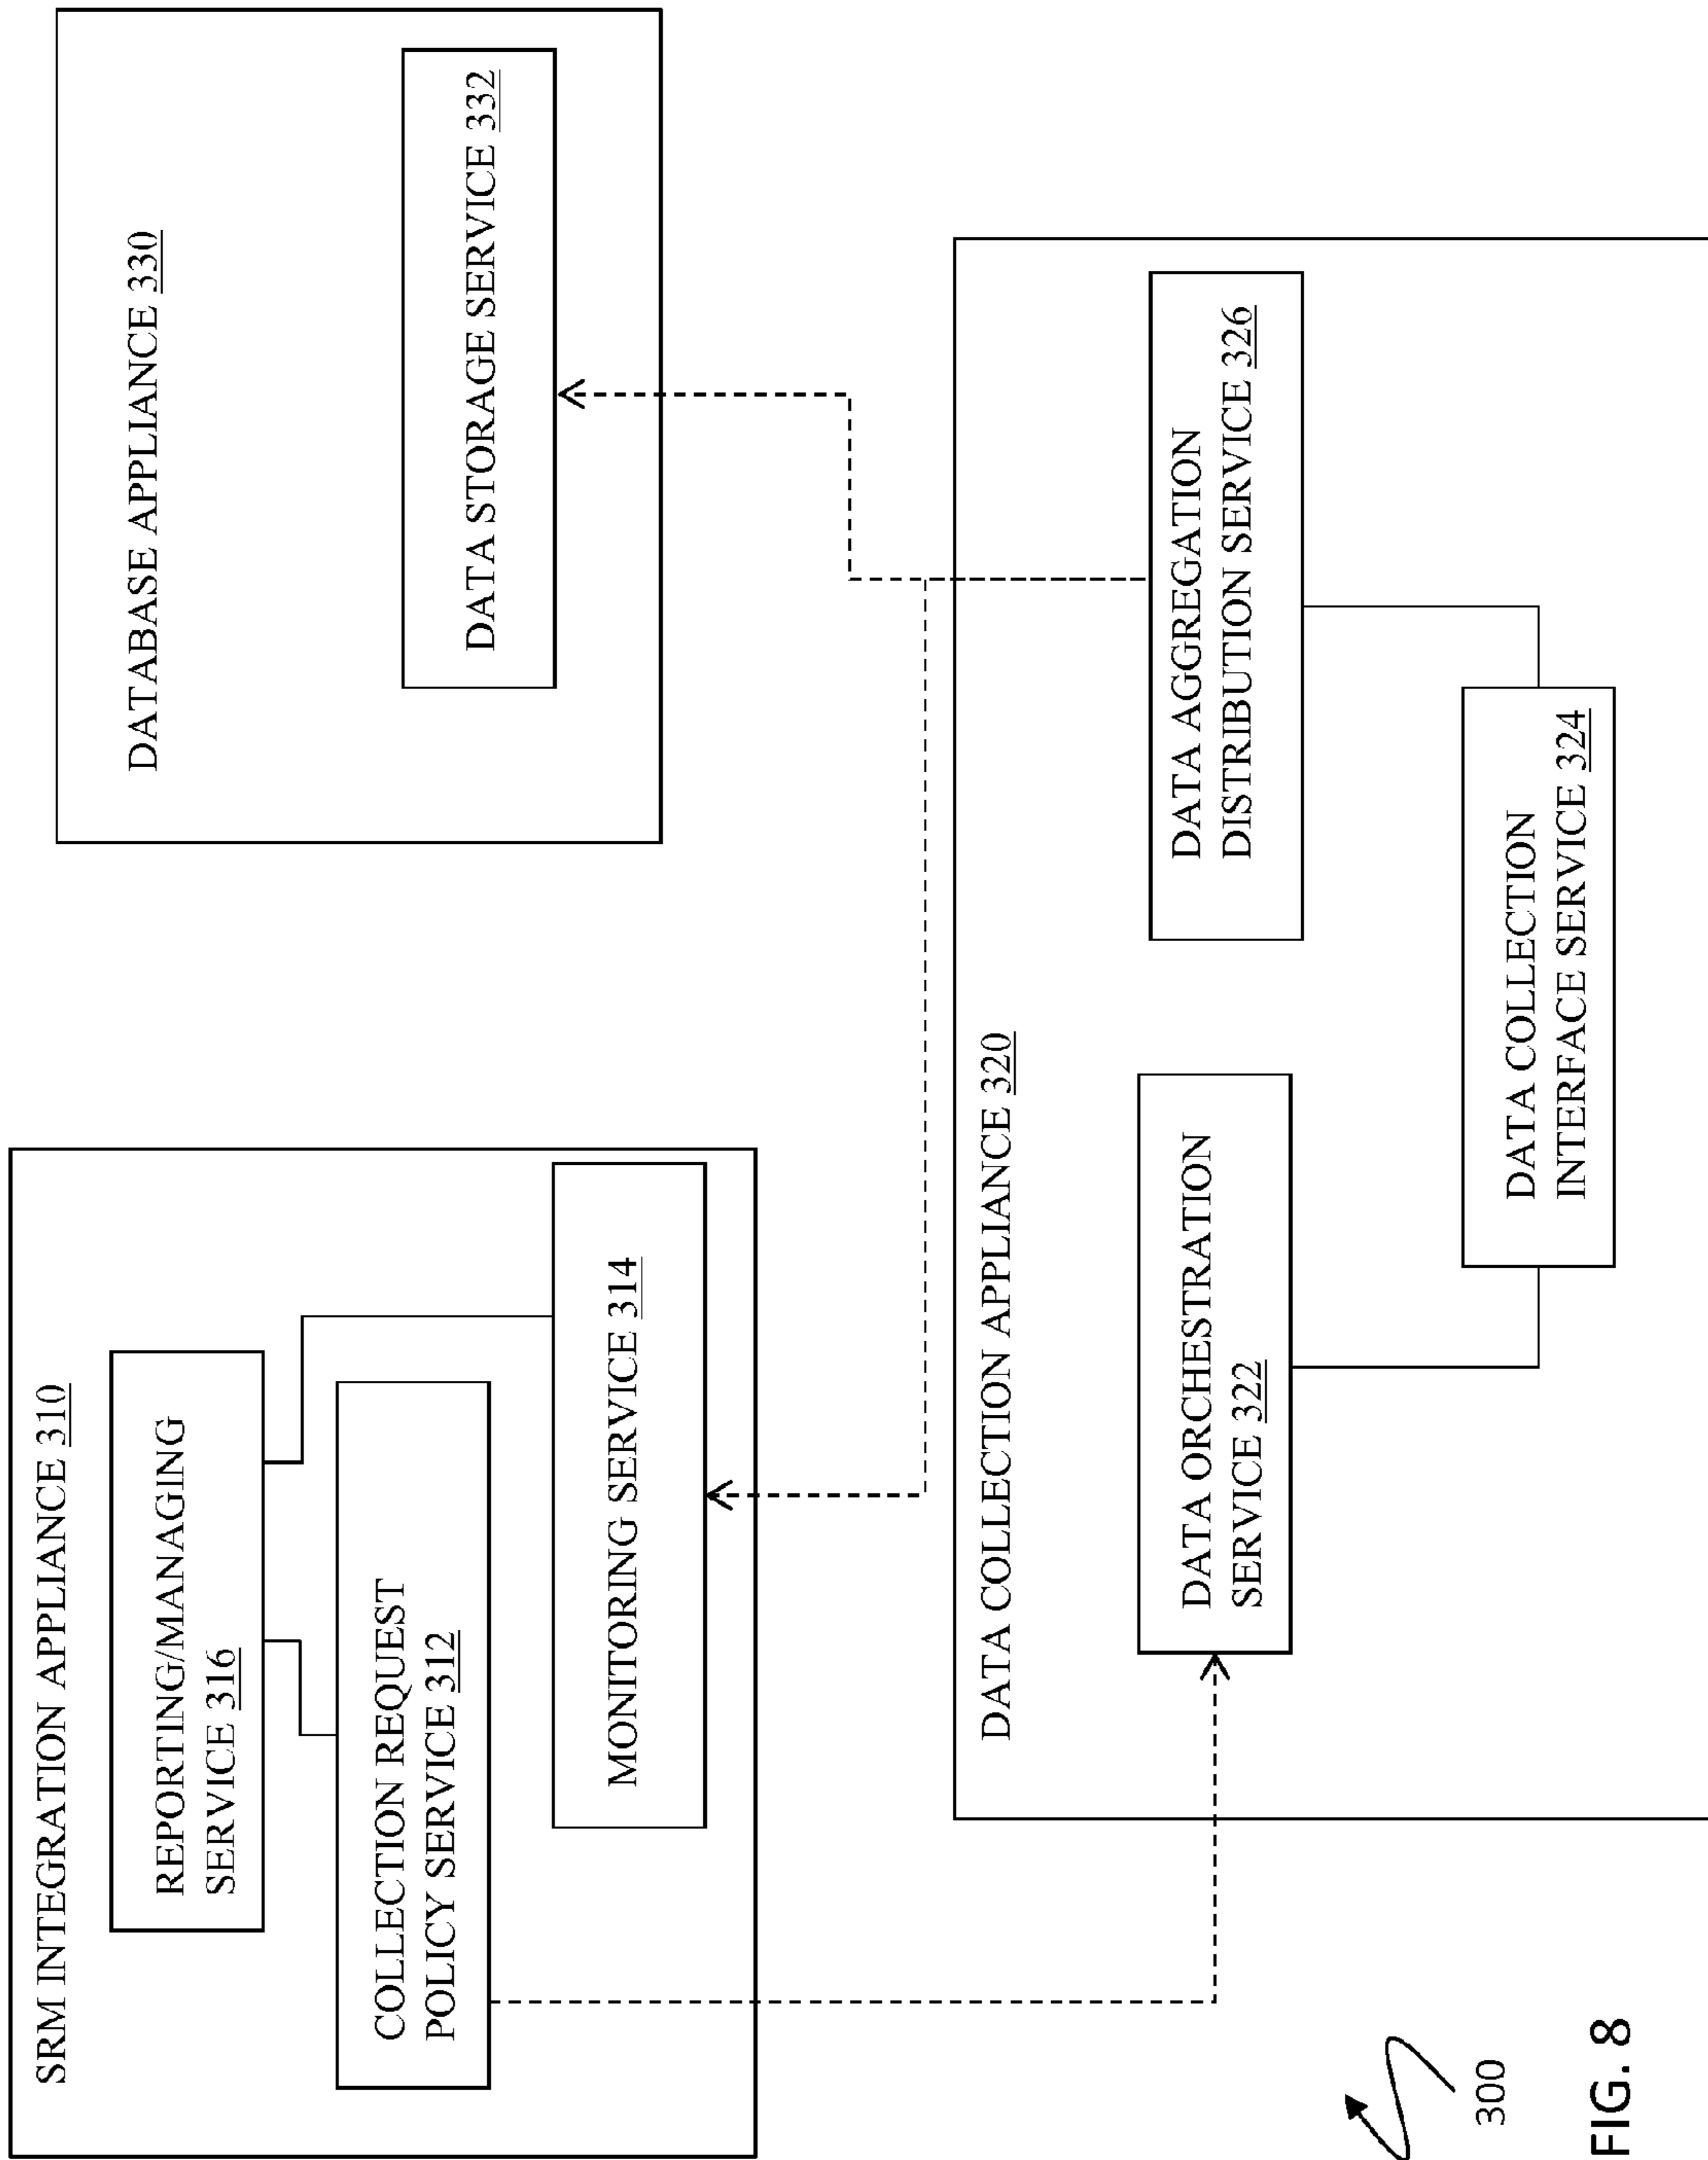 SRM INTEGRATION APPLIANCE 310
REPORTING/MANAGING
SERVICE 316
COLLECTION REQUEST
POLICY SERVICE 312
MONITORING SERVICE 314
DATABASE APPLIANCE 330
DATA STORAGE SERVICE 332
DATA COLLECTION APPLIANCE 320
DATA ORCHESTRATION
SERVICE 322
DATA AGGREGATION
DISTRIBUTION SERVICE 326
DATA COLLECTION
INTERFACE SERVICE 324
300
FIG. 8